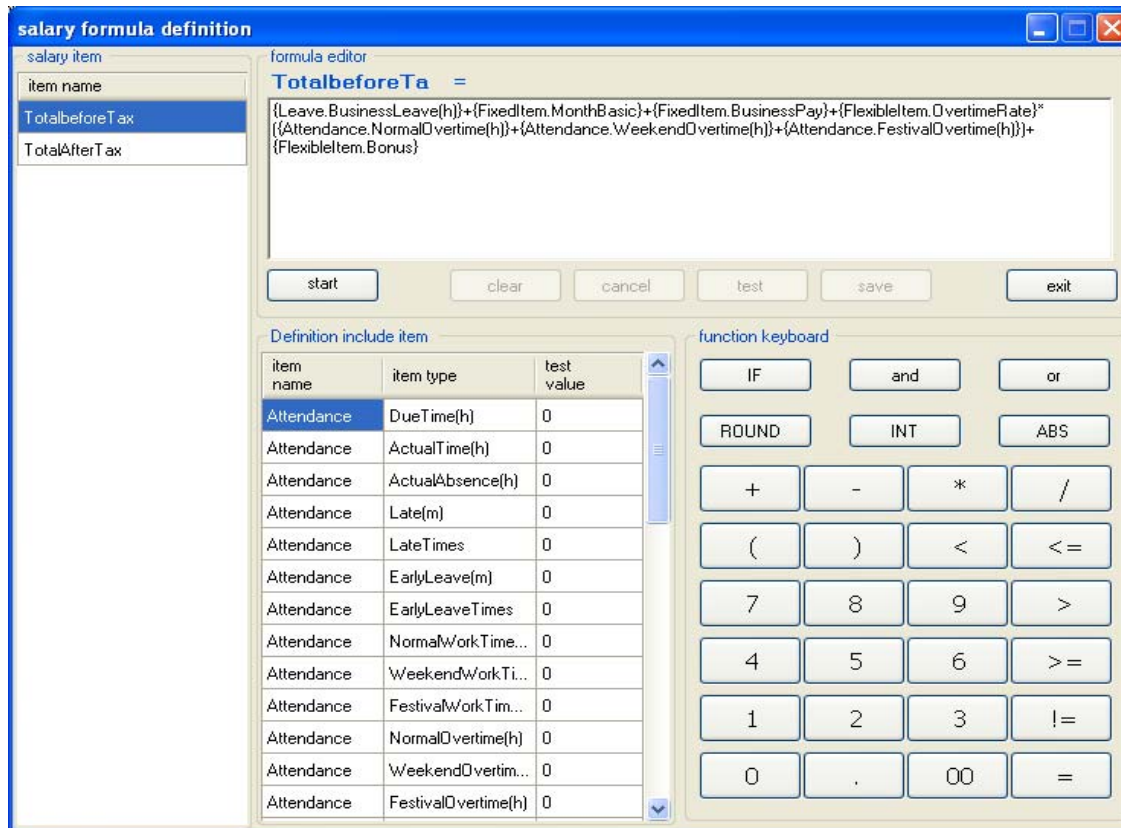 salary formula definition
salary item
item name
TotalbeforeTax
TotalAfterTax
formula editor
TotalbeforeTa =
{Leave.BusinessLeave(h)}+{FixedItem.MonthBasic}+{FixedItem.BusinessPay}+{FlexibleItem.OvertimeRate}*
({Attendance.NormalOvertime(h)}+{Attendance.WeekendOvertime(h)}+{Attendance.FestivalOvertime(h)})+
{FlexibleItem.Bonus}
start clear cancel test save exit
Definition include item
item name item type test value
Attendance DueTime(h) 0
Attendance ActualTime(h) 0
Attendance ActualAbsence(h) 0
Attendance Late(m) 0
Attendance LateTimes 0
Attendance EarlyLeave(m) 0
Attendance EarlyLeaveTimes 0
Attendance NormalWorkTime... 0
Attendance WeekendWorkTi... 0
Attendance FestivalWorkTim... 0
Attendance NormalOvertime(h) 0
Attendance WeekendOvertim... 0
Attendance FestivalOvertime(h) 0
function keyboard
IF and or
ROUND INT ABS
+ - * /
( ) < <=
7 8 9 >
4 5 6 >=
1 2 3 !=
0 . 00 =